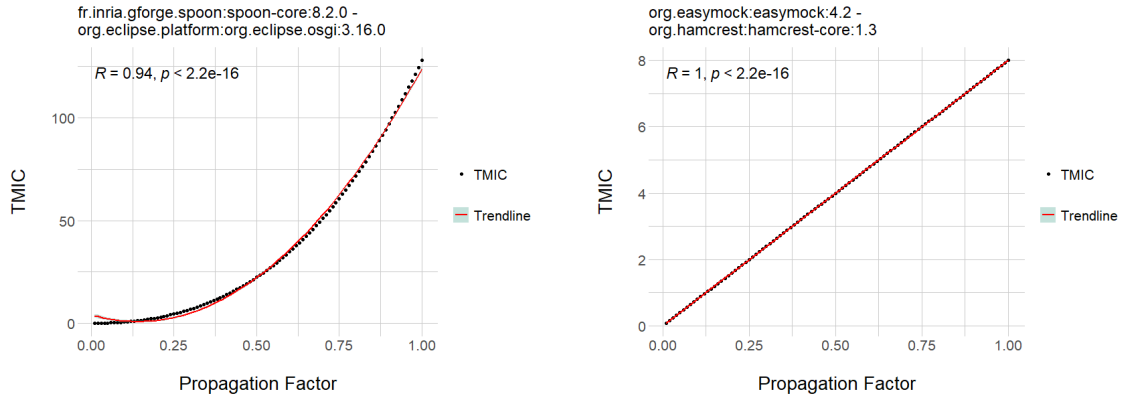 fr.inria.gforge.spoon:spoon-core:8.2.0 -
org.eclipse.platform:org.eclipse.osgi:3.16.0
R = 0.94, p < 2.2e-16
100
50
0
TMIC
0.00 0.25 0.50 0.75 1.00
Propagation Factor
TMIC
Trendline
org.easymock:easymock:4.2 -
org.hamcrest:hamcrest-core:1.3
R = 1, p < 2.2e-16
8
6
4
2
0
TMIC
0.00 0.25 0.50 0.75 1.00
Propagation Factor
TMIC
Trendline